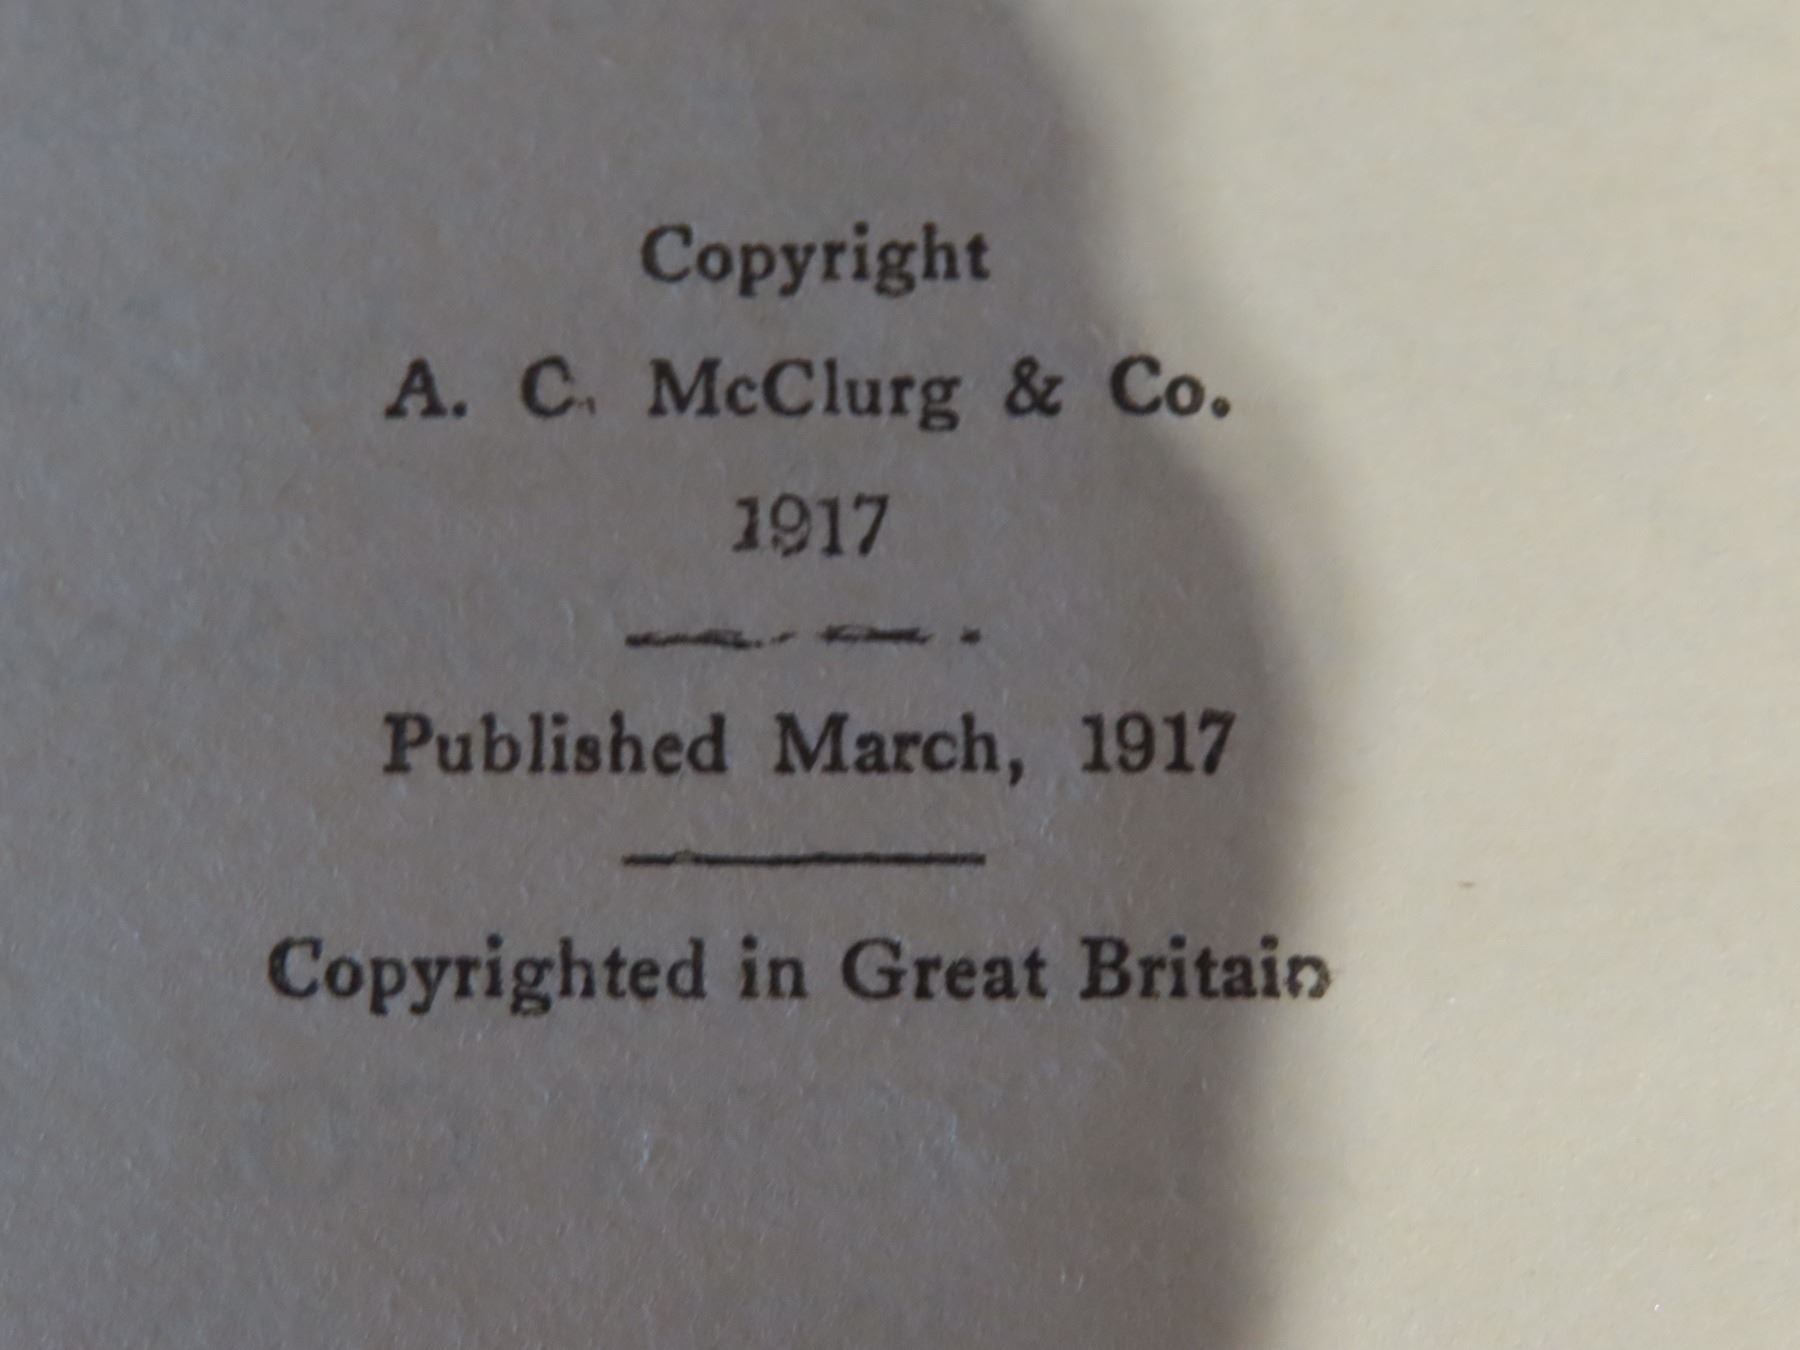 Copyright
A. C. McClurg & Co.
1917
Published March, 1917
Copyrighted in Great Britain